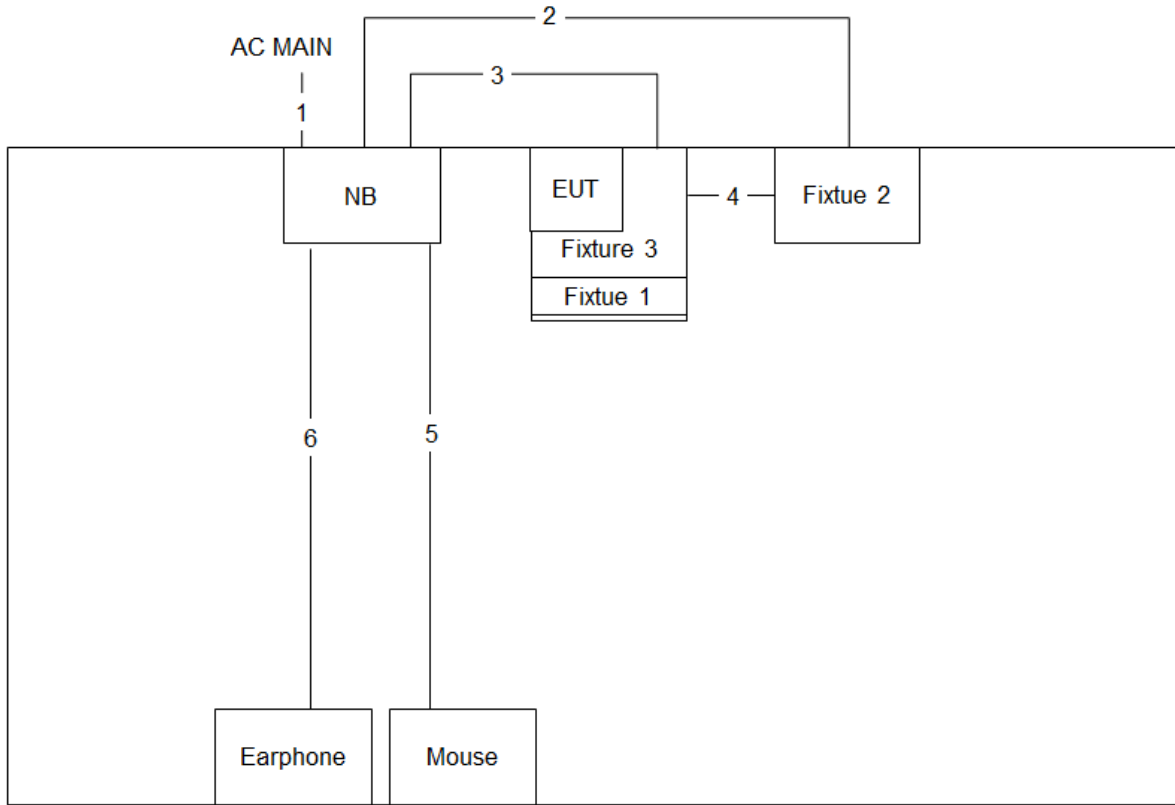 2
AC MAIN
3
1
NB
EUT
4
Fixtue 2
Fixture 3
Fixtue 1
6
5
Earphone
Mouse